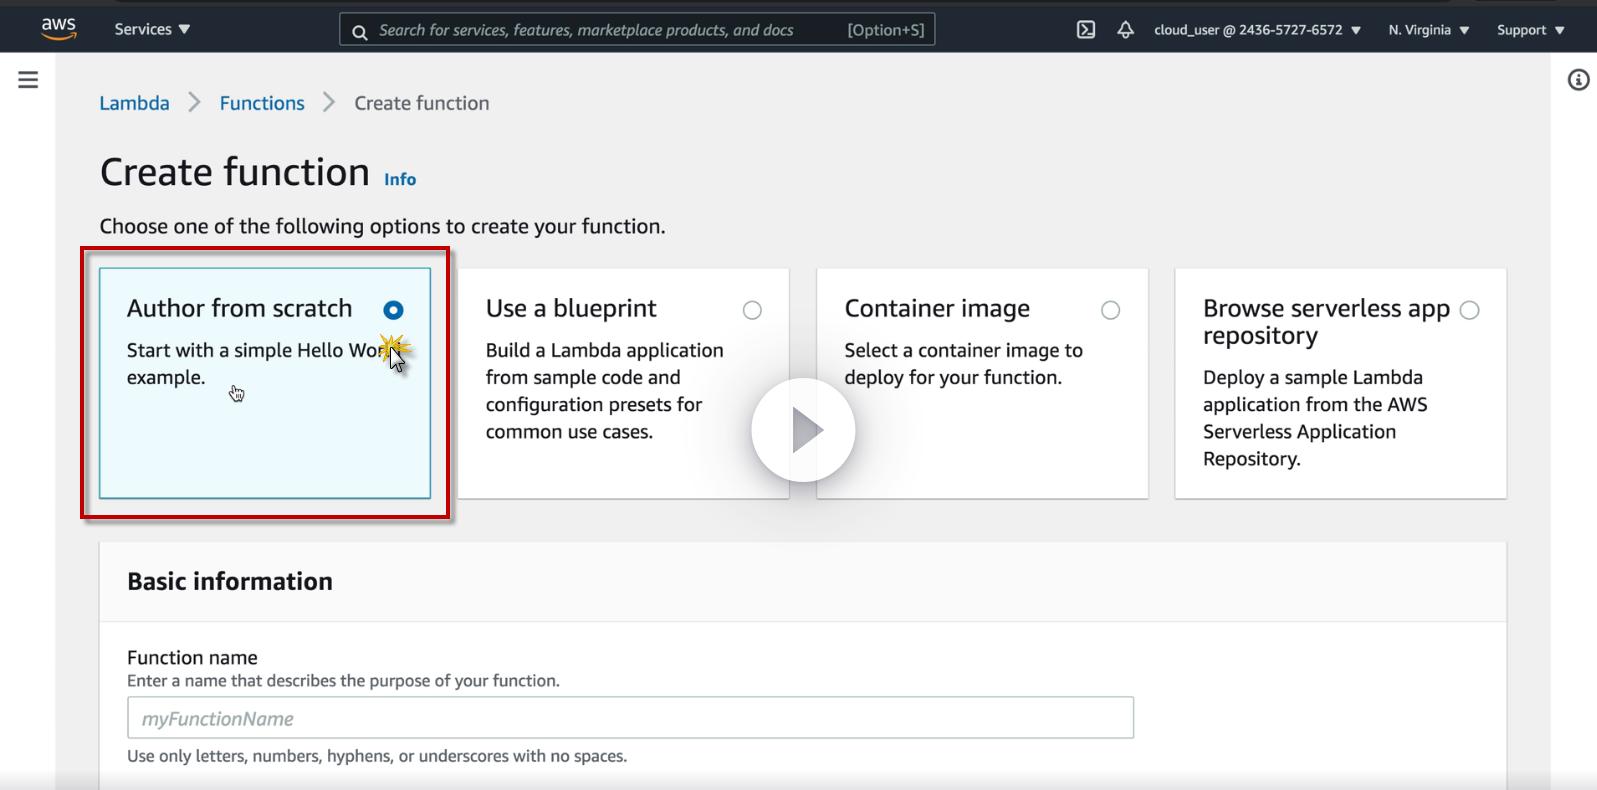 aws Services Search for services, features, marketplace products, and docs [Option+S] cloud_user @ 2436-5727-6572 N. Virginia Support
Lambda Functions Create function
Create function Info
Choose one of the following options to create your function.
Author from scratch
Start with a simple Hello
example.
Use a blueprint
Build a Lambda application
from sample code and
configuration presets for
common use cases.
Container image
Select a container image to
deploy for your function.
Browse serverless app
repository
Deploy a sample Lambda
application from the AWS
Serverless Application
Repository.
Basic information
Function name
Enter a name that describes the purpose of your function.
myFunctionName
Use only letters, numbers, hyphens, or underscores with no spaces.